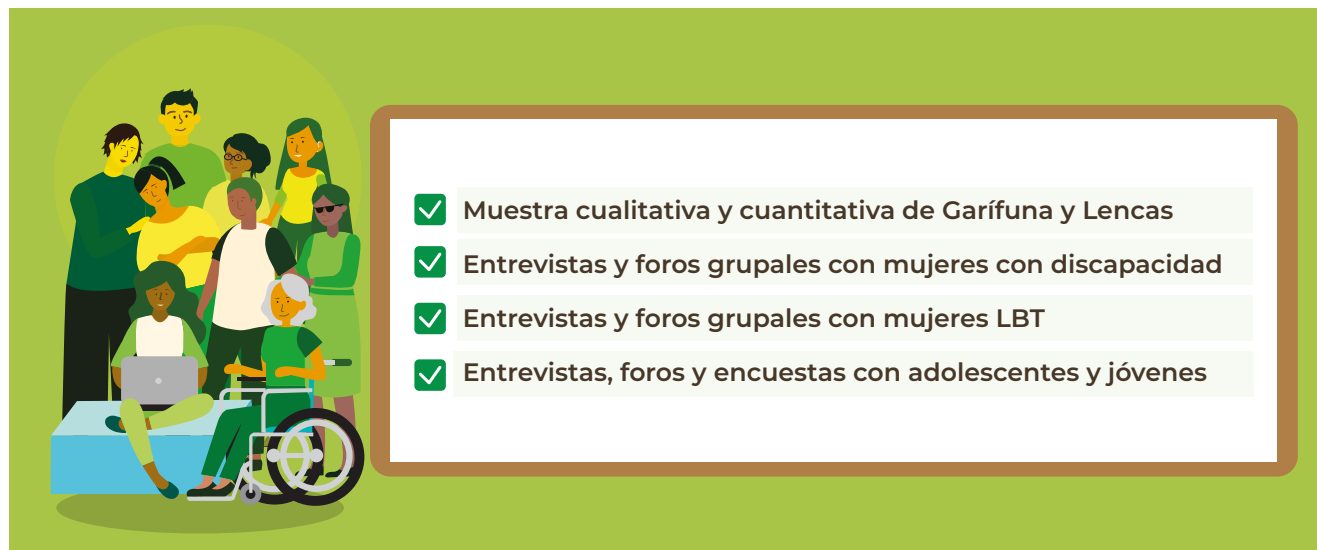 Muestra cualitativa y cuantitativa de Garífuna y Lencas
Entrevistas y foros grupales con mujeres con discapacidad
Entrevistas y foros grupales con mujeres LBT
Entrevistas, foros y encuestas con adolescentes y jóvenes